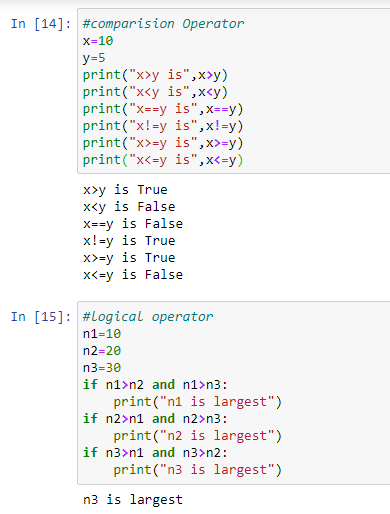 In [14]: #comparision Operator
x=10
y=5
print("x>y is",x>y)
print("x<y is",x<y)
print("x==y is",x==y)
print("x!=y is",x!=y)
print("x>=y is",x>=y)
print("x<=y is",x<=y)
x>y is True
x<y is False
x==y is False
x!=y is True
x>=y is True
x<=y is False
In [15]: #logical operator
n1=10
n2=20
n3=30
if n1>n2 and n1>n3:
    print("n1 is largest")
if n2>n1 and n2>n3:
    print("n2 is largest")
if n3>n1 and n3>n2:
    print("n3 is largest")
n3 is largest